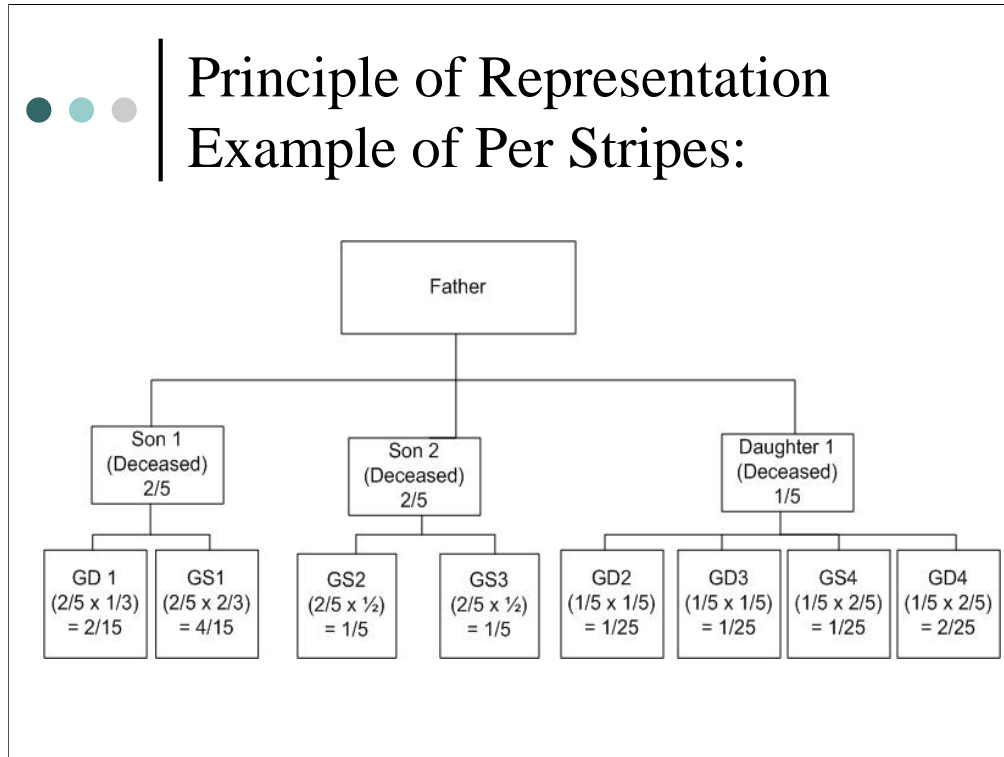 Principle of Representation
Example of Per Stripes:
Father
Son 1
(Deceased)
2/5
Son 2
(Deceased)
2/5
Daughter 1
(Deceased)
1/5
GD 1
(2/5 x 1/3)
= 2/15
GS1
(2/5 x 2/3)
= 4/15
GS2
(2/5 x ½)
= 1/5
GS3
(2/5 x ½)
= 1/5
GD2
(1/5 x 1/5)
= 1/25
GD3
(1/5 x 1/5)
= 1/25
GS4
(1/5 x 2/5)
= 1/25
GD4
(1/5 x 2/5)
= 2/25